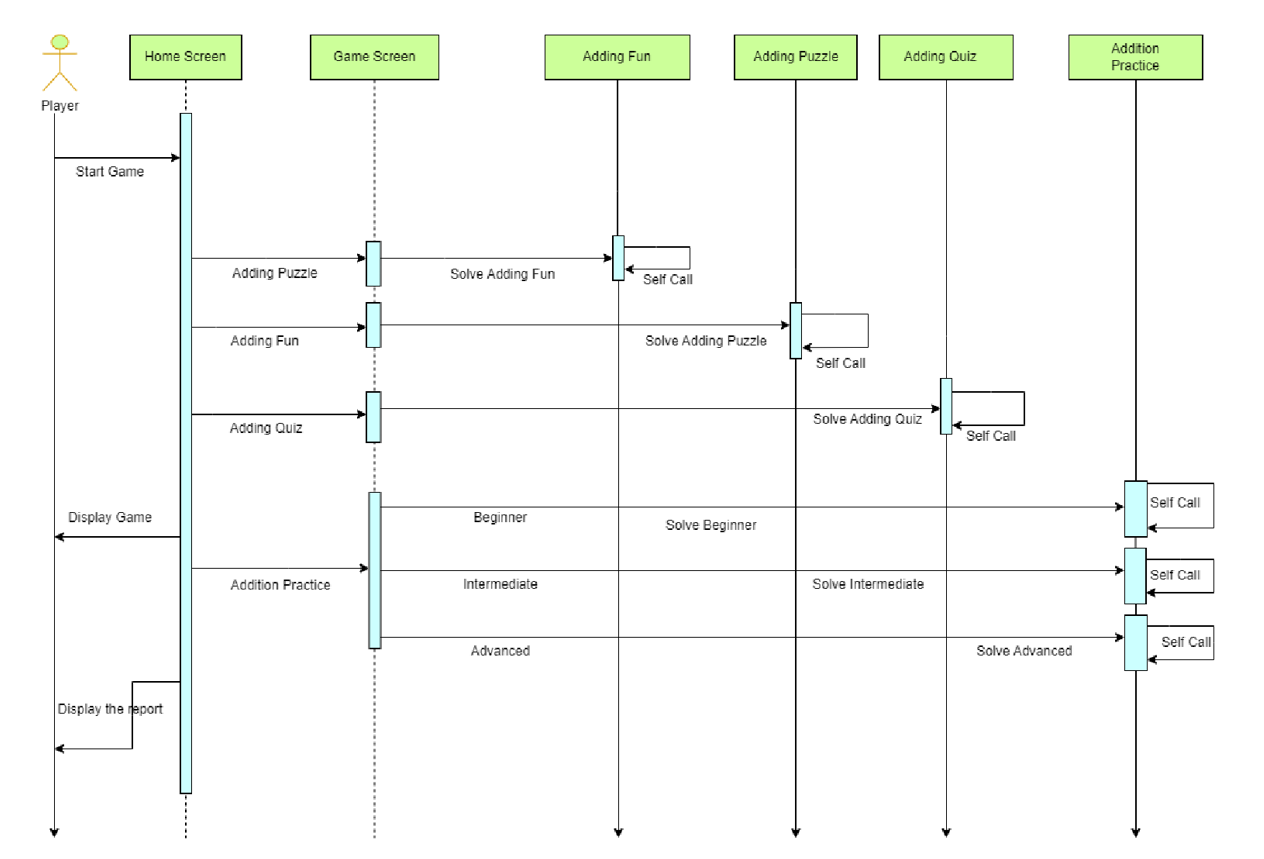 Home Screen
Game Screen
Adding Fun
Adding Puzzle
Adding Quiz
Addition
Practice
Player
Start Game
Adding Puzzle
Solve Adding Fun
Self Call
Adding Fun
Solve Adding Puzzle
Self Call
Adding Quiz
Solve Adding Quiz
Self Call
Self Call
Display Game
Beginner
Solve Beginner
Self Call
Addition Practice
Intermediate
Solve Intermediate
Self Call
Advanced
Solve Advanced
Display the report